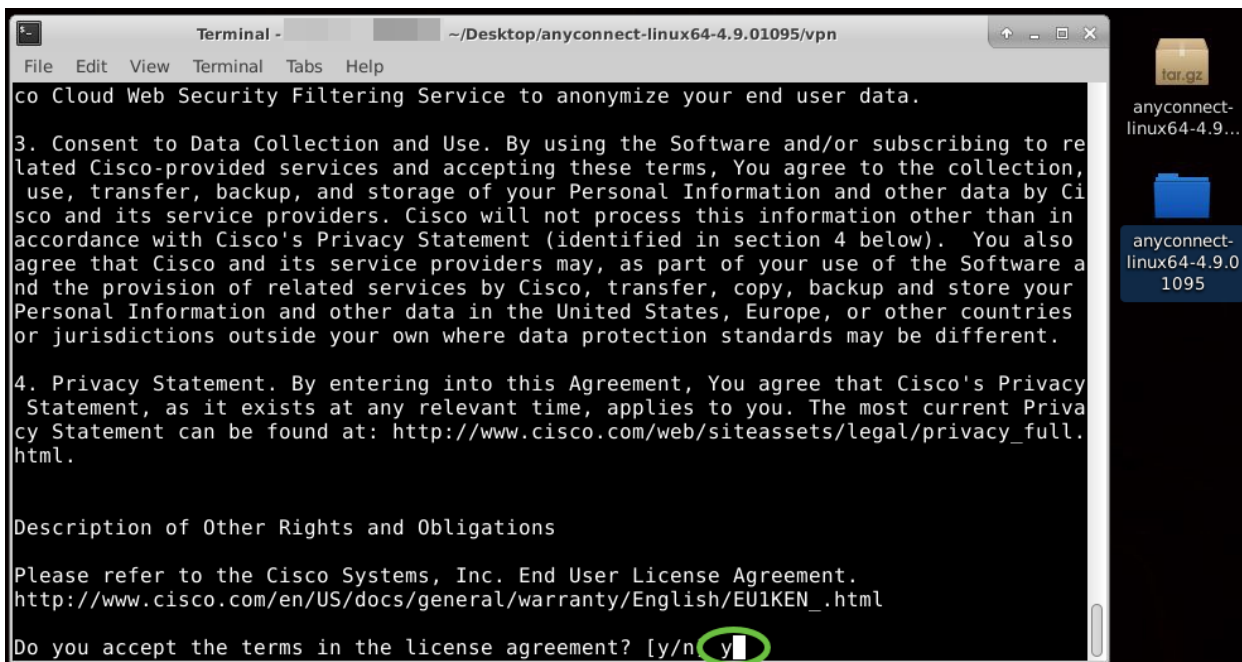 Terminal - ~/Desktop/anyconnect-linux64-4.9.01095/vpn
File Edit View Terminal Tabs Help
co Cloud Web Security Filtering Service to anonymize your end user data.
3. Consent to Data Collection and Use. By using the Software and/or subscribing to re
lated Cisco-provided services and accepting these terms, You agree to the collection,
use, transfer, backup, and storage of your Personal Information and other data by Ci
sco and its service providers. Cisco will not process this information other than in
accordance with Cisco's Privacy Statement (identified in section 4 below).  You also
agree that Cisco and its service providers may, as part of your use of the Software a
nd the provision of related services by Cisco, transfer, copy, backup and store your
Personal Information and other data in the United States, Europe, or other countries
or jurisdictions outside your own where data protection standards may be different.
4. Privacy Statement. By entering into this Agreement, You agree that Cisco's Privacy
Statement, as it exists at any relevant time, applies to you. The most current Priva
cy Statement can be found at: http://www.cisco.com/web/siteassets/legal/privacy_full.
html.
Description of Other Rights and Obligations
Please refer to the Cisco Systems, Inc. End User License Agreement.
http://www.cisco.com/en/US/docs/general/warranty/English/EU1KEN_.html
Do you accept the terms in the license agreement? [y/n y
tar.gz
anyconnect-
linux64-4.9...
anyconnect-
linux64-4.9.0
1095